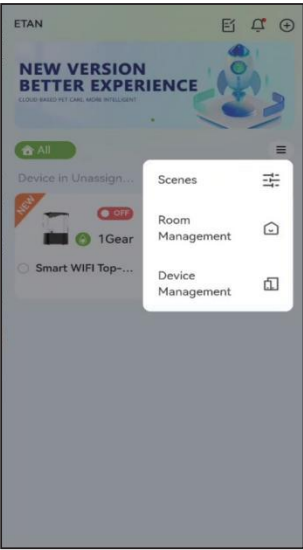 ETAN
NEW VERSION
BETTER EXPERIENCE
CLOUD-BASED PET CARE, MORE INTELLIGENT
All
Device in Unassign...
Scenes
Room
Management
Device
Management
NEW
OFF
1Gear
Smart WIFI Top-...